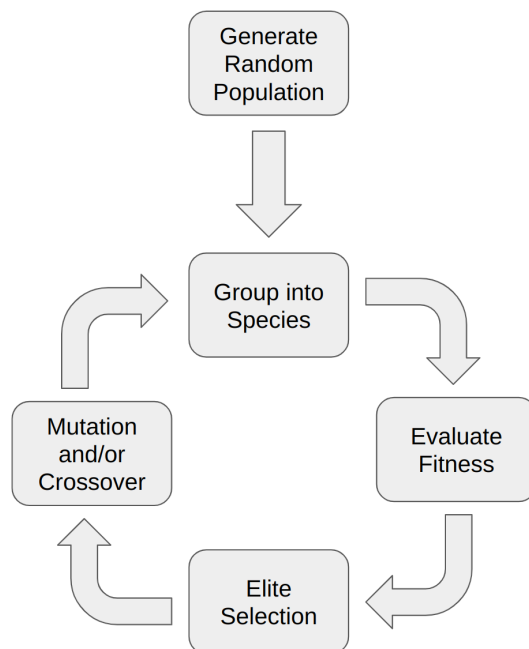 Generate
Random
Population
Group into
Species
Evaluate
Fitness
Elite
Selection
Mutation
and/or
Crossover